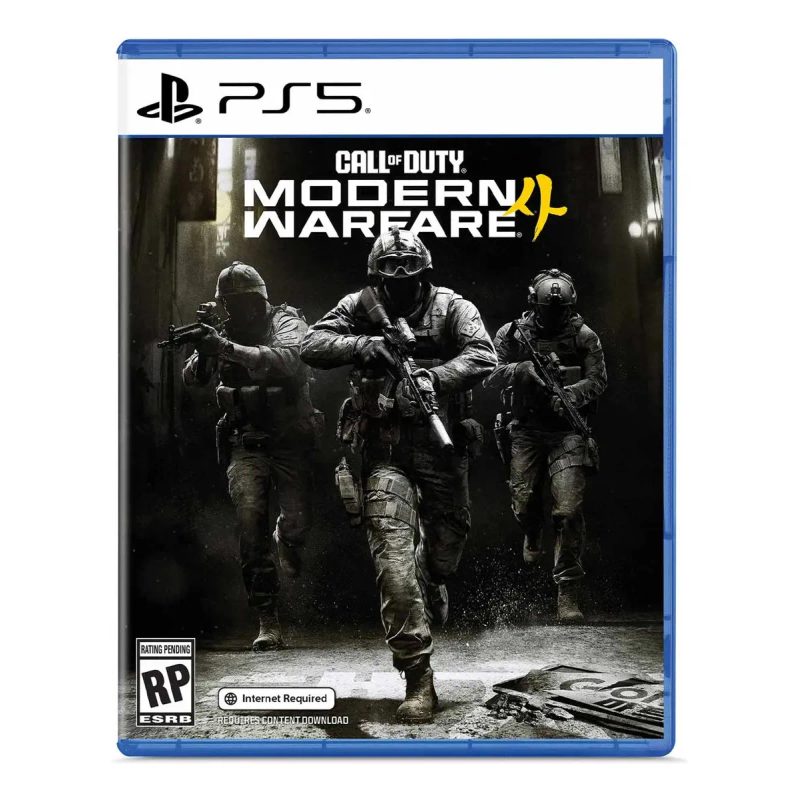 PS5
CALL OF DUTY
MODERN 사
WARFARE
RATING PENDING
RP
ESRB
Internet Required
REQUIRES CONTENT DOWNLOAD